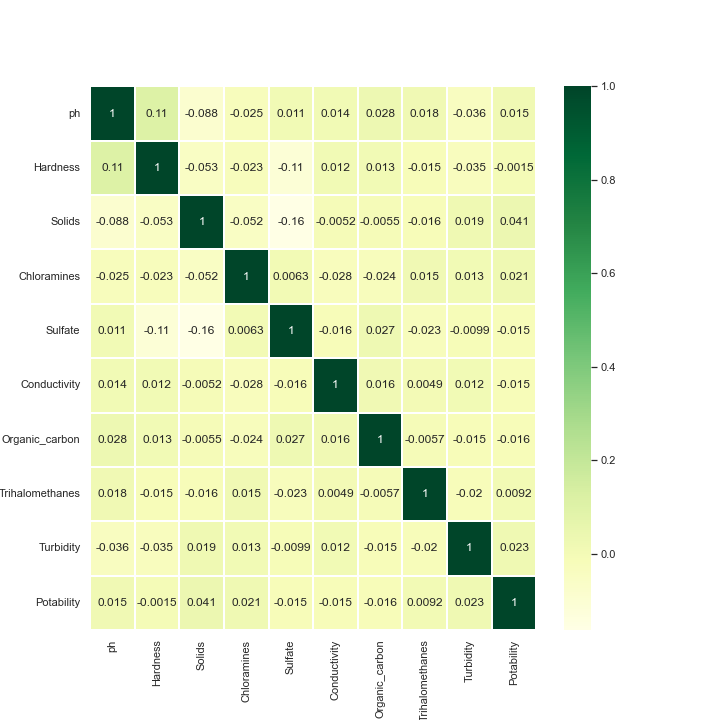 ph 1 0.11 -0.088 -0.025 0.011 0.014 0.028 0.018 -0.036 0.015
Hardness 0.11 1 -0.053 -0.023 -0.11 0.012 0.013 -0.015 -0.035 -0.0015
Solids -0.088 -0.053 1 -0.052 -0.16 -0.0052 -0.0055 -0.016 0.019 0.041
Chloramines -0.025 -0.023 -0.052 1 0.0063 -0.028 -0.024 0.015 0.013 0.021
Sulfate 0.011 -0.11 -0.16 0.0063 1 -0.016 0.027 -0.023 -0.0099 -0.015
Conductivity 0.014 0.012 -0.0052 -0.028 -0.016 1 0.016 0.0049 0.012 -0.015
Organic_carbon 0.028 0.013 -0.0055 -0.024 0.027 0.016 1 -0.0057 -0.015 -0.016
Trihalomethanes 0.018 -0.015 -0.016 0.015 -0.023 0.0049 -0.0057 1 -0.02 0.0092
Turbidity -0.036 -0.035 0.019 0.013 -0.0099 0.012 -0.015 -0.02 1 0.023
Potability 0.015 -0.0015 0.041 0.021 -0.015 -0.015 -0.016 0.0092 0.023 1
ph
Hardness
Solids
Chloramines
Sulfate
Conductivity
Organic_carbon
Trihalomethanes
Turbidity
Potability
1.0
0.8
0.6
0.4
0.2
0.0